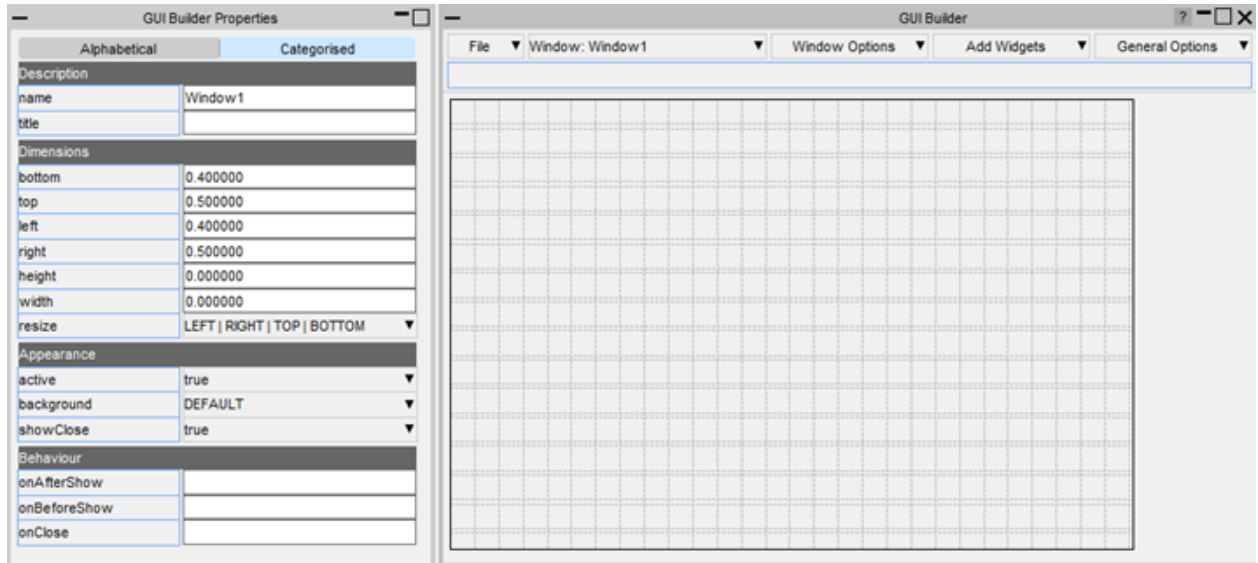 GUI Builder Properties
Alphabetical Categorised
Description
name Window1
title
Dimensions
bottom 0.400000
top 0.500000
left 0.400000
right 0.500000
height 0.000000
width 0.000000
resize LEFT | RIGHT | TOP | BOTTOM
Appearance
active true
background DEFAULT
showClose true
Behaviour
onAfterShow
onBeforeShow
onClose
GUI Builder ?
File Window: Window1 Window Options Add Widgets General Options